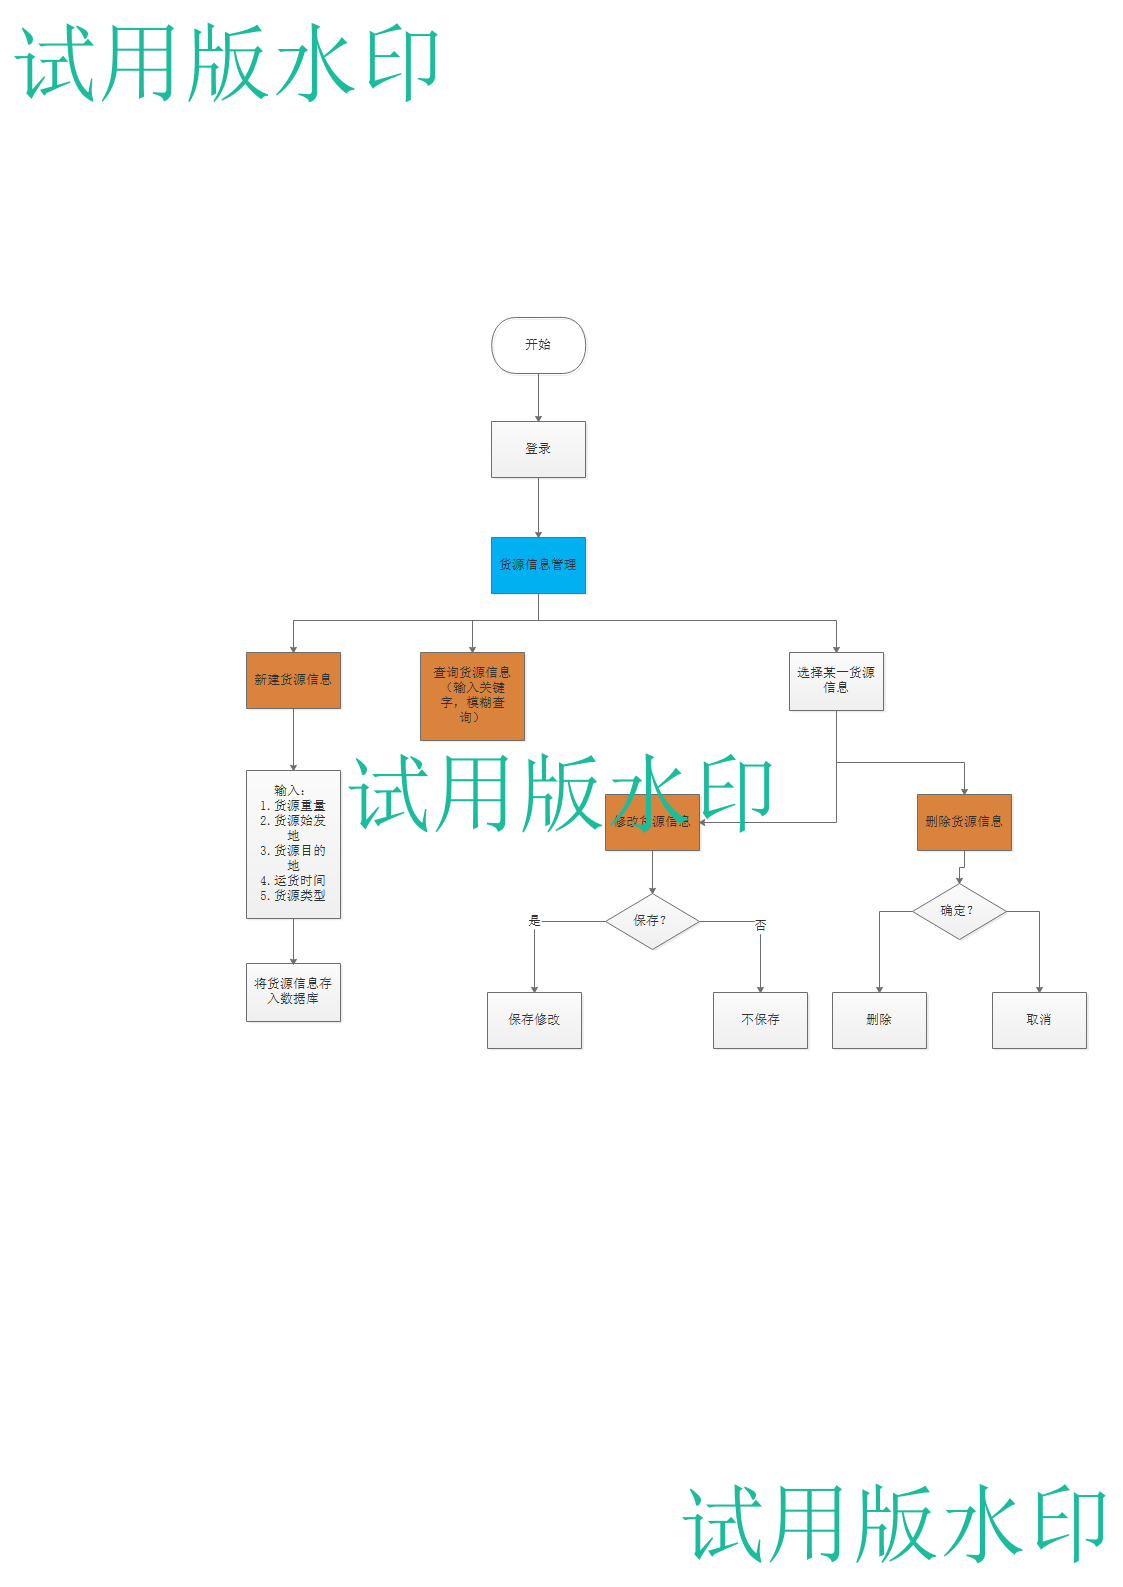 试用版水印
开始
登录
货源信息管理
新建货源信息
查询货源信息
（输入关键
字，模糊查
询）
选择某一货源
信息
试用版水印
输入：
1.货源重量
2.货源始发
地
3.货源目的
地
4.运货时间
5.货源类型
修改货源信息
删除货源信息
是
保存？
否
确定？
将货源信息存
入数据库
保存修改
不保存
删除
取消
试用版水印